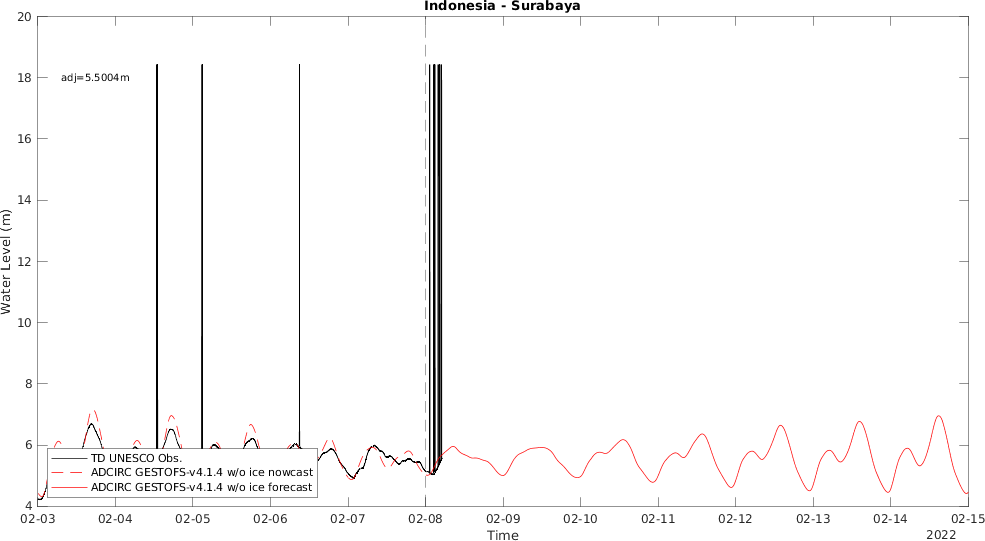 Indonesia - Surabaya
20
18
16
14
12
10
8
6
4
Water Level (m)
adj=5.5004m
TD UNESCO Obs.
ADCIRC GESTOFS-v4.1.4 w/o ice nowcast
ADCIRC GESTOFS-v4.1.4 w/o ice forecast
02-03 02-04 02-05 02-06 02-07 02-08 02-09 02-10 02-11 02-12 02-13 02-14 02-15
Time
2022